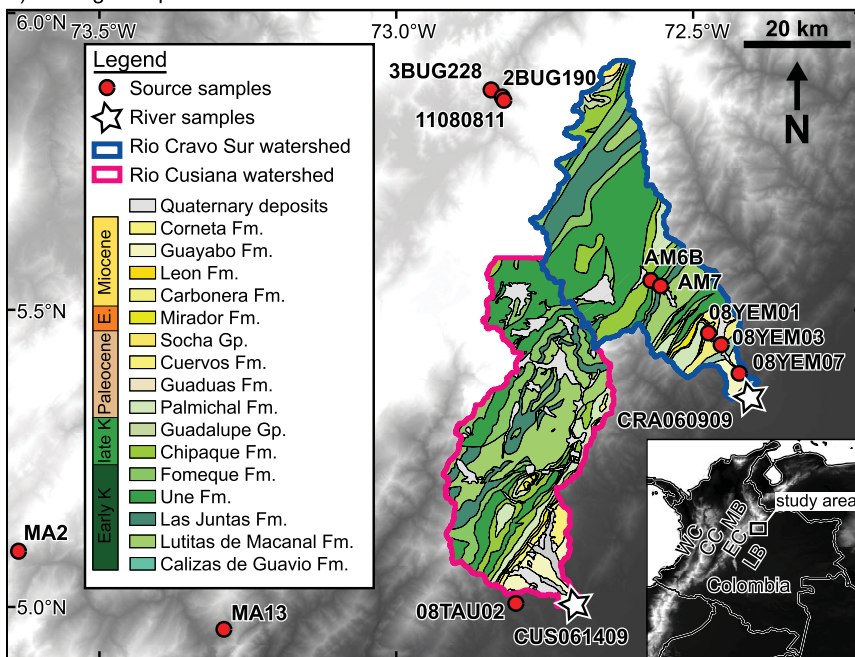 6.0°N
73.5°W
73.0°W
72.5°W
20 km
N
Legend
Source samples
River samples
Rio Cravo Sur watershed
Rio Cusiana watershed
Quaternary deposits
Corneta Fm.
Guayabo Fm.
Leon Fm.
Carbonera Fm.
Mirador Fm.
Socha Gp.
Cuervos Fm.
Guaduas Fm.
Palmichal Fm.
Guadalupe Gp.
Chipaque Fm.
Fomeque Fm.
Une Fm.
Las Juntas Fm.
Lutitas de Macanal Fm.
Calizas de Guavio Fm.
Miocene
E.
Paleocene
late K
Early K
3BUG228
2BUG190
11080811
AM6B
AM7
5.5°N
08YEM01
08YEM03
08YEM07
CRA060909
MA2
5.0°N
MA13
08TAU02
CUS061409
study area
WC
CC
MB
EC
LB
Colombia